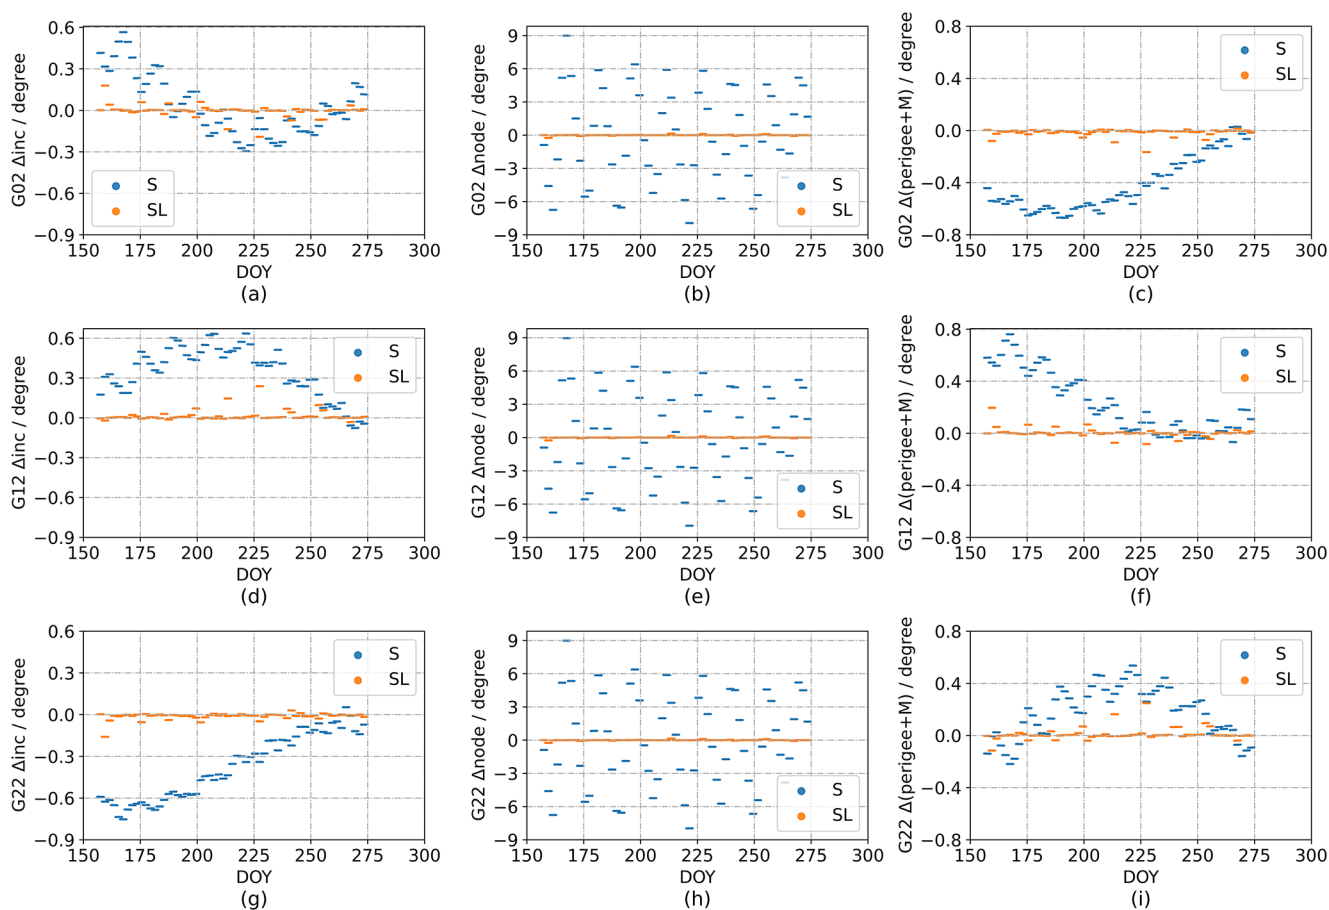 G02 Δinc / degree
0.6
0.3
0.0
−0.3
−0.6
−0.9
S
SL
150 175 200 225 250 275 300
DOY
(a)
G02 Δnode / degree
9
6
3
0
−3
−6
−9
S
SL
150 175 200 225 250 275 300
DOY
(b)
G02 Δ(perigee+M) / degree
0.8
0.4
0.0
−0.4
−0.8
S
SL
150 175 200 225 250 275 300
DOY
(c)
G12 Δinc / degree
0.6
0.3
0.0
−0.3
−0.6
−0.9
S
SL
150 175 200 225 250 275 300
DOY
(d)
G12 Δnode / degree
9
6
3
0
−3
−6
−9
S
SL
150 175 200 225 250 275 300
DOY
(e)
G12 Δ(perigee+M) / degree
0.8
0.4
0.0
−0.4
−0.8
S
SL
150 175 200 225 250 275 300
DOY
(f)
G22 Δinc / degree
0.6
0.3
0.0
−0.3
−0.6
−0.9
S
SL
150 175 200 225 250 275 300
DOY
(g)
G22 Δnode / degree
9
6
3
0
−3
−6
−9
S
SL
150 175 200 225 250 275 300
DOY
(h)
G22 Δ(perigee+M) / degree
0.8
0.4
0.0
−0.4
−0.8
S
SL
150 175 200 225 250 275 300
DOY
(i)